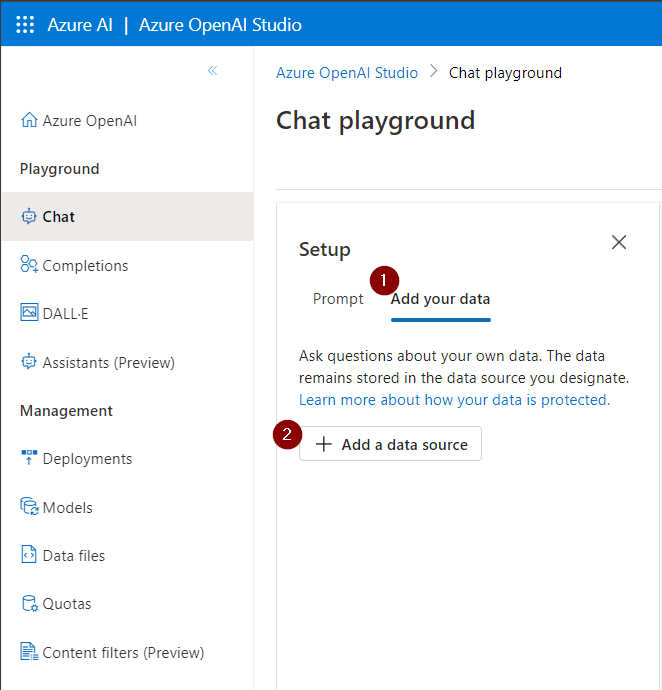 Azure AI | Azure OpenAI Studio
Azure OpenAI Studio > Chat playground
Chat playground
Azure OpenAI
Playground
Chat
Completions
DALL·E
Assistants (Preview)
Management
Deployments
Models
Data files
Quotas
Content filters (Preview)
Setup
1
Prompt Add your data
Ask questions about your own data. The data
remains stored in the data source you designate.
Learn more about how your data is protected.
2
+ Add a data source